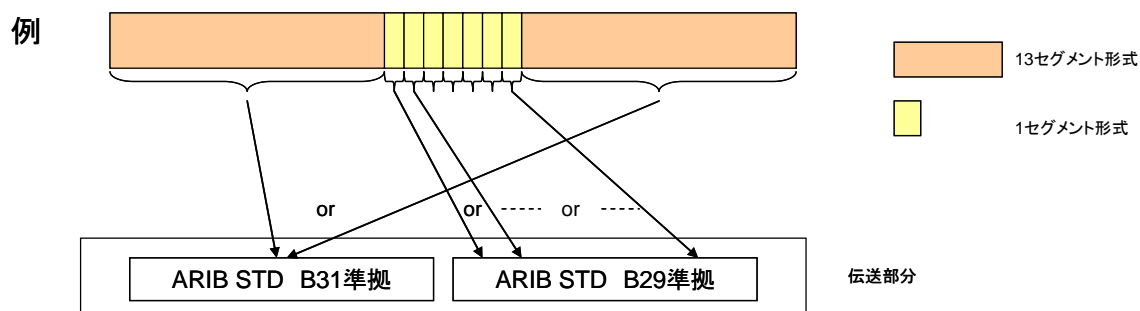 例
13セグメント形式
1セグメント形式
or
or ----- or -----
ARIB STD B31準拠
ARIB STD B29準拠
伝送部分